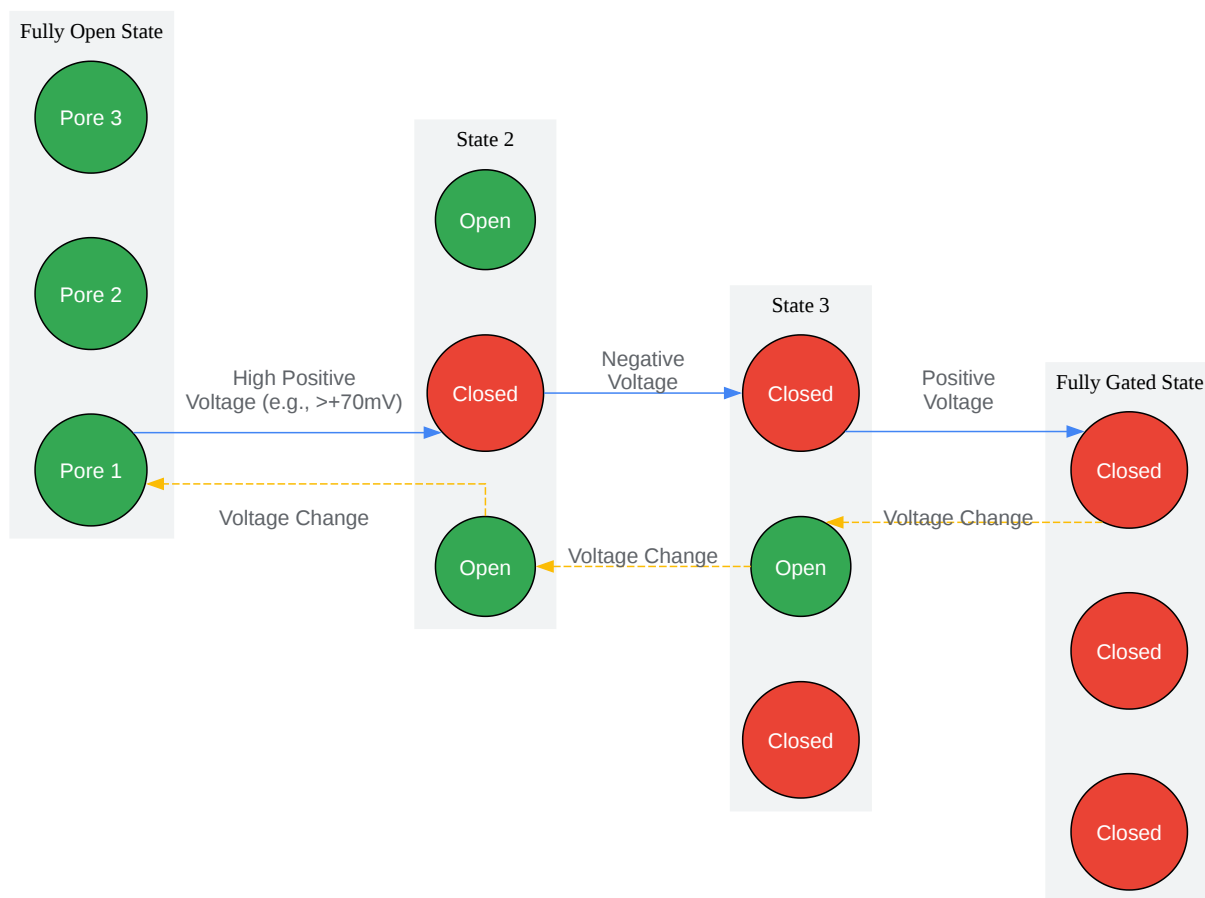 Fully Open State
Pore 3
Pore 2
Pore 1
High Positive
Voltage (e.g., >+70mV)
Voltage Change
State 2
Open
Closed
Open
Negative
Voltage
Voltage Change
State 3
Closed
Open
Closed
Positive
Voltage
Voltage Change
Fully Gated State
Closed
Closed
Closed